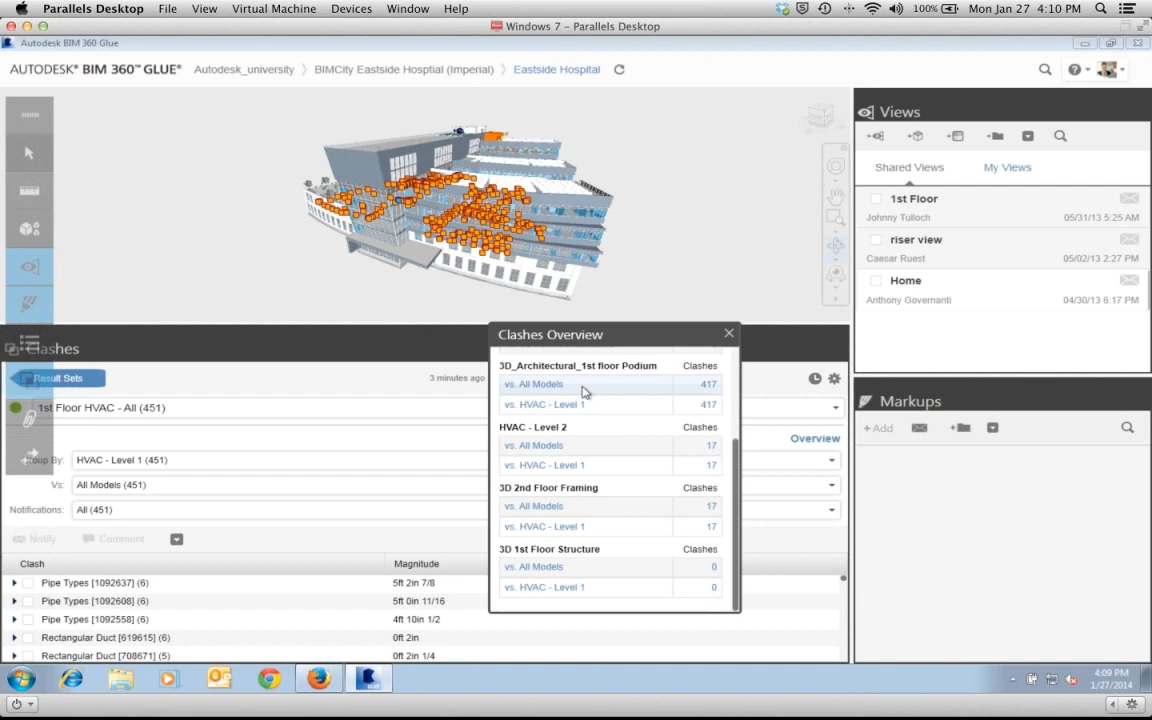 Parallels Desktop File View Virtual Machine Devices Window Help 100% Mon Jan 27 4:10 PM
Windows 7 - Parallels Desktop
Autodesk BIM 360 Glue
AUTODESK® BIM 360™ GLUE® Autodesk_university BIMCity Eastside Hosptial (Imperial) Eastside Hospital
Views
Shared Views My Views
1st Floor
Johnny Tulloch 05/31/13 5:25 AM
riser view
Caesar Ruest 05/02/13 2:27 PM
Home
Anthony Governanti 04/30/13 6:17 PM
Clashes
Result Sets 3 minutes ago
1st Floor HVAC - All (451)
Overview
Group By: HVAC - Level 1 (451)
Vs: All Models (451)
Notifications: All (451)
Notify Comment
Clash Magnitude
Pipe Types [1092637] (6) 5ft 2in 7/8
Pipe Types [1092608] (6) 5ft 0in 11/16
Pipe Types [1092558] (6) 4ft 10in 1/2
Rectangular Duct [619615] (6) 0ft 2in
Rectangular Duct [708671] (5) 0ft 2in 1/4
Clashes Overview
3D_Architectural_1st floor Podium Clashes
vs. All Models 417
vs. HVAC - Level 1 417
HVAC - Level 2 Clashes
vs. All Models 17
vs. HVAC - Level 1 17
3D 2nd Floor Framing Clashes
vs. All Models 17
vs. HVAC - Level 1 17
3D 1st Floor Structure Clashes
vs. All Models 0
vs. HVAC - Level 1 0
Markups
+ Add
4:09 PM
1/27/2014